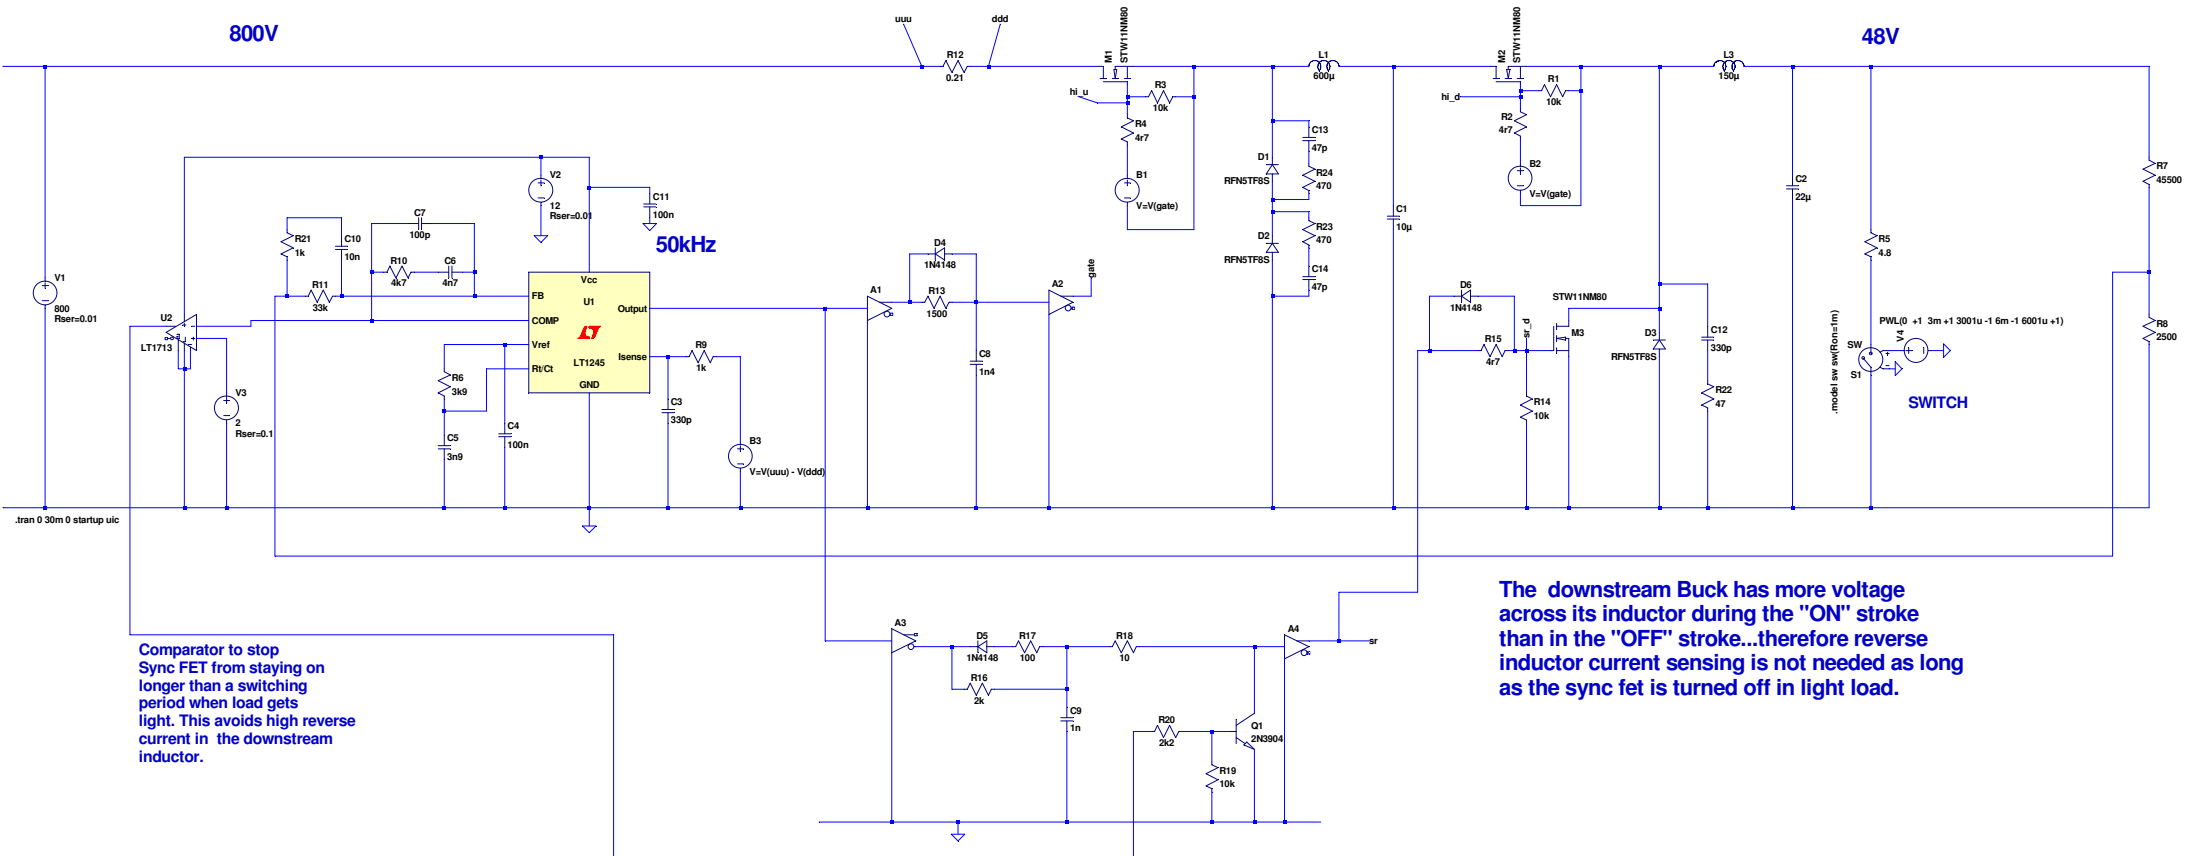 800V
48V
uuu
ddd
R12
0.21
M1
STW11NM80
hi_u
R3
10k
R4
4r7
B1
V=V(gate)
L1
600µ
M2
STW11NM80
hi_d
R1
10k
R2
4r7
B2
V=V(gate)
L3
150µ
D1
RFN5TF8S
C13
47p
R24
470
D2
RFN5TF8S
R23
470
C14
47p
C1
10µ
C2
22µ
R7
45500
R5
4.8
R8
2500
V1
800
Rser=0.01
V2
12
Rser=0.01
C11
100n
50kHz
C7
100p
R21
1k
C10
10n
R10
4k7
C6
4n7
R11
33k
U2
LT1713
V3
2
Rser=0.1
Vcc
U1
FB
Output
COMP
Vref
Isense
Rt/Ct
LT1245
GND
R6
3k9
C5
3n9
C4
100n
R9
1k
C3
330p
B3
V=V(uuu) - V(ddd)
A1
D4
1N4148
R13
1500
A2
gate
C8
1n4
D6
1N4148
R15
4r7
sr_d
STW11NM80
M3
R14
10k
D3
RFN5TF8S
C12
330p
R22
47
PWL(0 +1 3m +1 3001u -1 6m -1 6001u +1)
SW
S1
V4
.model sw sw(Ron=1m)
SWITCH
.tran 0 30m 0 startup uic
Comparator to stop
Sync FET from staying on
longer than a switching
period when load gets
light. This avoids high reverse
current in the downstream
inductor.
A3
D5
1N4148
R17
100
R16
2k
R18
10
C9
1n
A4
sr
R20
2k2
Q1
2N3904
R19
10k
The downstream Buck has more voltage
across its inductor during the "ON" stroke
than in the "OFF" stroke...therefore reverse
inductor current sensing is not needed as long
as the sync fet is turned off in light load.